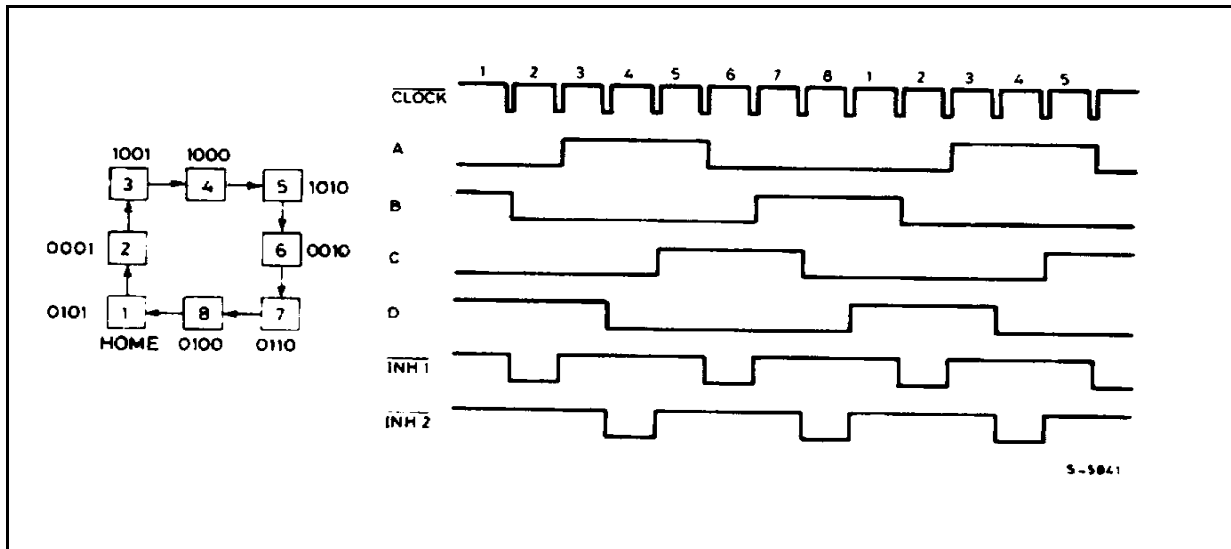 1 2 3 4 5 6 7 8 1 2 3 4 5
CLOCK
A
B
C
D
INH 1
INH 2
1001 1000
3 4 5 1010
0001 2 6 0010
0101 1 8 7
HOME 0100 0110
S-5841